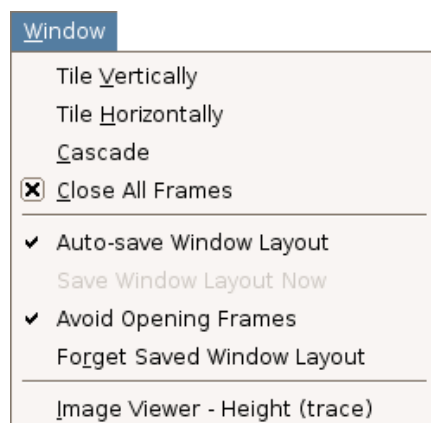 Window
Tile Vertically
Tile Horizontally
Cascade
Close All Frames
Auto-save Window Layout
Save Window Layout Now
Avoid Opening Frames
Forget Saved Window Layout
Image Viewer - Height (trace)